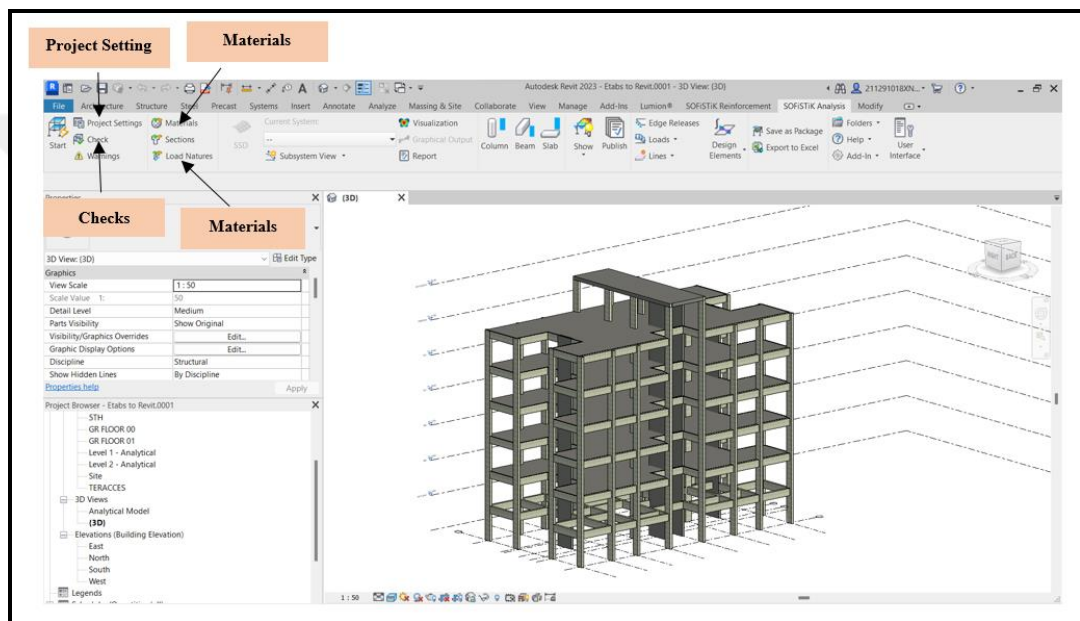 Project Setting
Materials
Autodesk Revit 2023 - Etabs to Revit.0001 - 3D View: {3D}
211291018XN...
File Architecture Structure Steel Precast Systems Insert Annotate Analyze Massing & Site Collaborate View Manage Add-Ins Lumion® SOFiSTiK Reinforcement SOFiSTiK Analysis Modify
Project Settings Materials Current System: Visualization Edge Releases Save as Package Folders
Start Check Sections SSD -- Graphical Output Column Beam Slab Show Publish Loads Design Elements Export to Excel Help User Interface
Warnings Load Natures Subsystem View Report Lines Add-In
Properties
{3D}
Checks
Materials
3D View: {3D} Edit Type
Graphics
View Scale 1 : 50
Scale Value 1: 50
Detail Level Medium
Parts Visibility Show Original
Visibility/Graphics Overrides Edit...
Graphic Display Options Edit...
Discipline Structural
Show Hidden Lines By Discipline
Properties help Apply
Project Browser - Etabs to Revit.0001
STH
GR FLOOR 00
GR FLOOR 01
Level 1 - Analytical
Level 2 - Analytical
Site
TERACCES
3D Views
Analytical Model
{3D}
Elevations (Building Elevation)
East
North
South
West
Legends
1 : 50